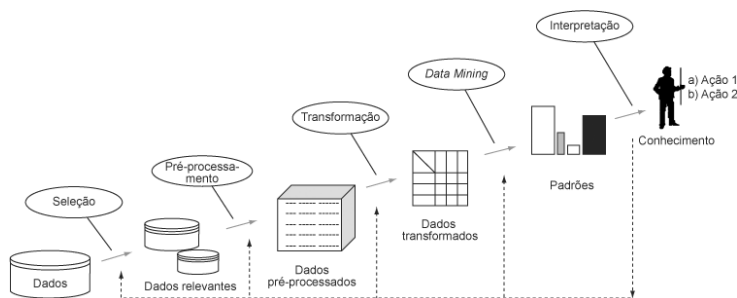 Interpretação
a) Ação 1
b) Ação 2
Conhecimento
Data Mining
Padrões
Transformação
Dados
transformados
Pré-processa-
mento
Dados
pré-processados
Seleção
Dados relevantes
Dados